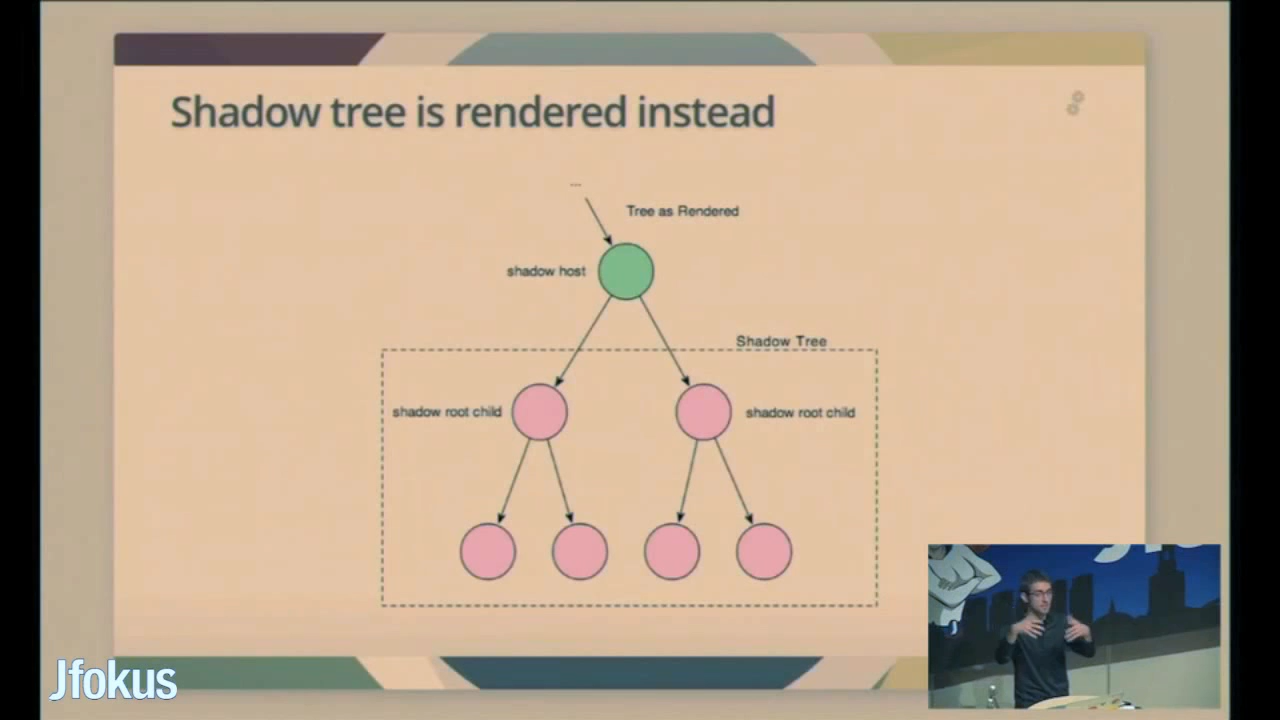 Shadow tree is rendered instead
...
Tree as Rendered
shadow host
Shadow Tree
shadow root child
shadow root child
Jfokus